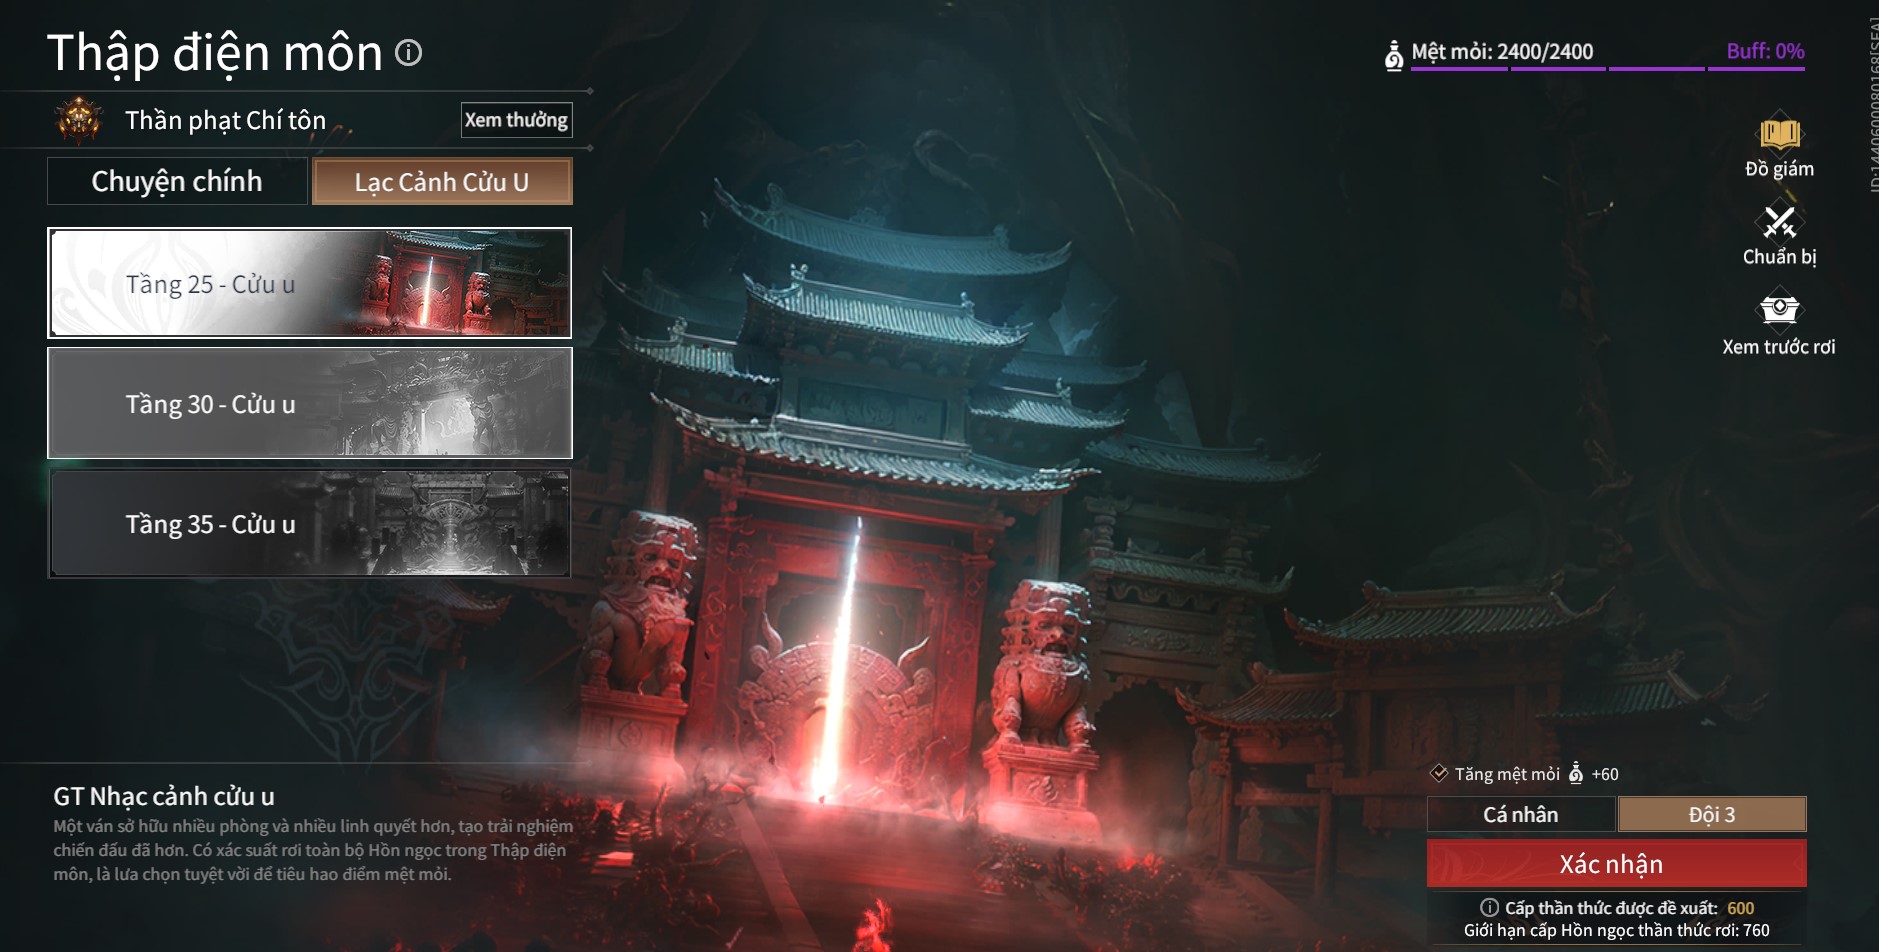 Thập điện môn
Mệt mỏi: 2400/2400
Buff: 0%
Thần phạt Chí tôn
Xem thưởng
Chuyện chính
Lạc Cảnh Cửu U
Tầng 25 - Cửu u
Tầng 30 - Cửu u
Tầng 35 - Cửu u
Đồ giám
Chuẩn bị
Xem trước rơi
ID:1440600080168[SEA]
GT Nhạc cảnh cửu u
Một ván sở hữu nhiều phòng và nhiều linh quyết hơn, tạo trải nghiệm
chiến đấu đã hơn. Có xác suất rơi toàn bộ Hồn ngọc trong Thập điện
môn, là lưa chọn tuyệt vời để tiêu hao điểm mệt mỏi.
Tăng mệt mỏi +60
Cá nhân
Đội 3
Xác nhận
Cấp thần thức được đề xuất: 600
Giới hạn cấp Hồn ngọc thần thức rơi: 760